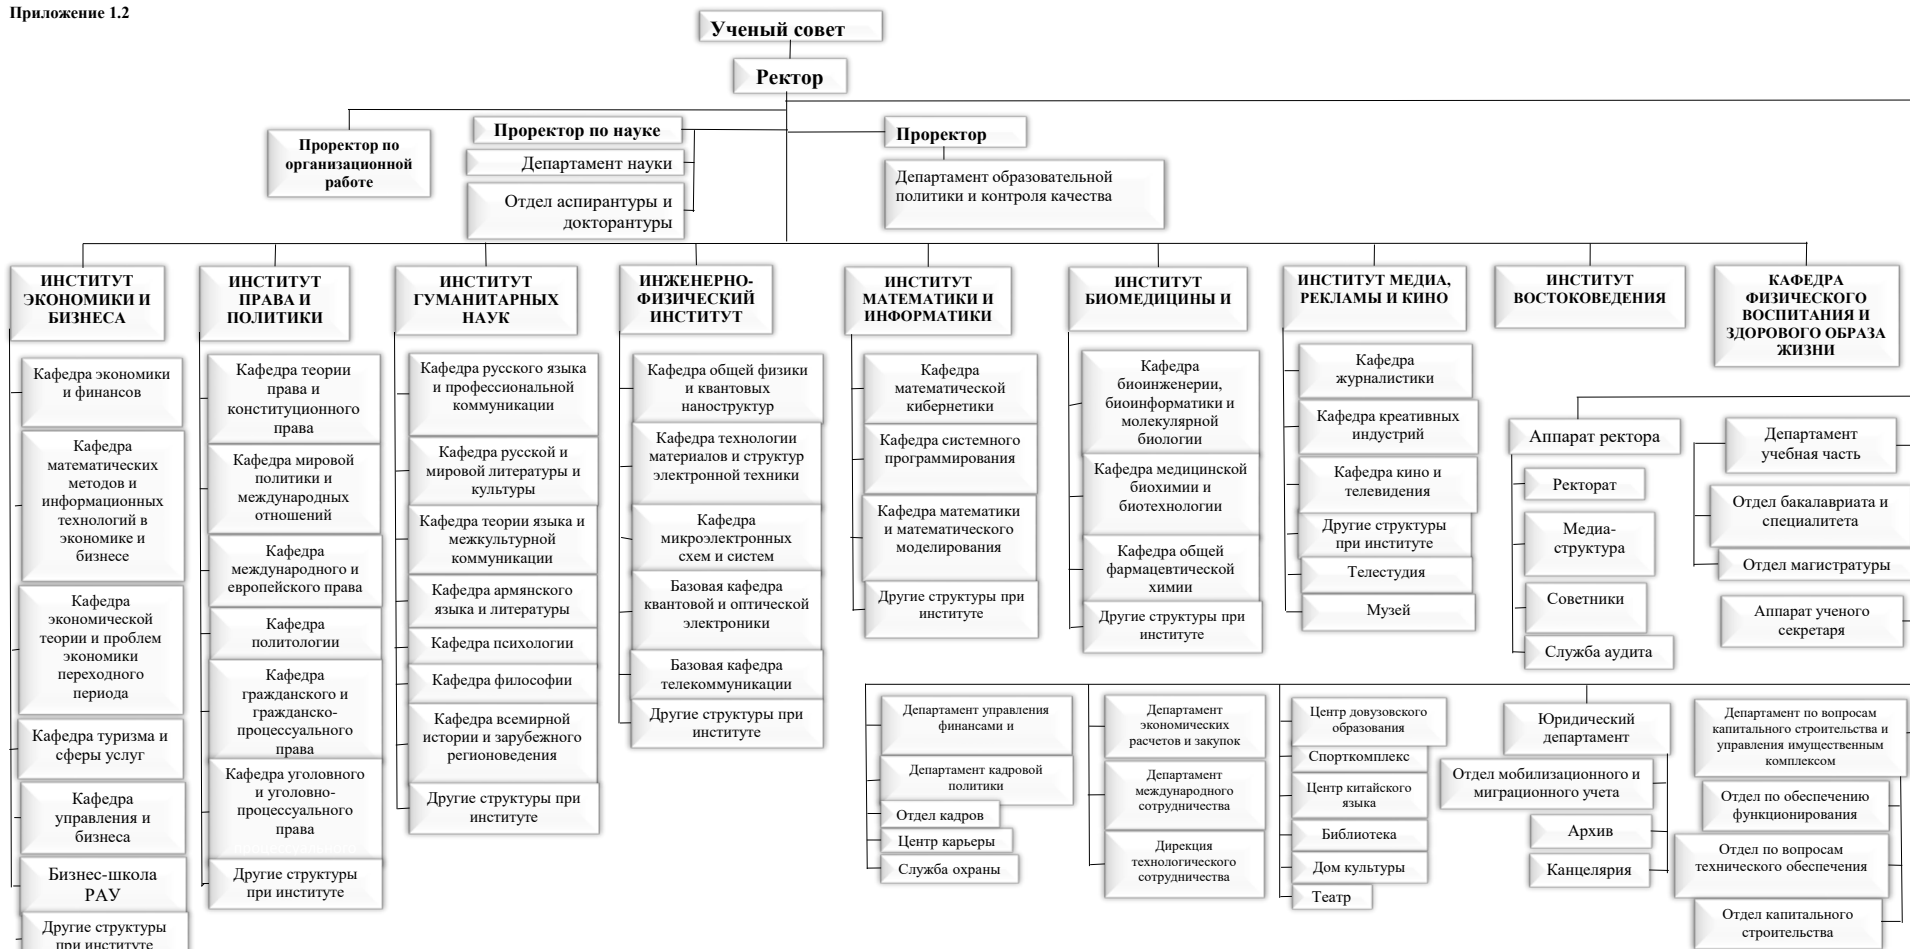 Приложение 1.2
Ученый совет
Ректор
Проректор по
организационной
работе
Проректор по науке
Департамент науки
Отдел аспирантуры и
докторантуры
Проректор
Департамент образовательной
политики и контроля качества
ИНСТИТУТ
ЭКОНОМИКИ И
БИЗНЕСА
Кафедра экономики
и финансов
Кафедра
математических
методов и
информационных
технологий в
экономике и
бизнесе
Кафедра
экономической
теории и проблем
экономики
переходного
периода
Кафедра туризма и
сферы услуг
Кафедра
управления и
бизнеса
Бизнес-школа
РАУ
Другие структуры
при институте
ИНСТИТУТ
ПРАВА И
ПОЛИТИКИ
Кафедра теории
права и
конституционного
права
Кафедра мировой
политики и
международных
отношений
Кафедра
международного и
европейского права
Кафедра
политологии
Кафедра
гражданского и
гражданско-
процессуального
права
Кафедра уголовного
и уголовно-
процессуального
права
Другие структуры
при институте
ИНСТИТУТ
ГУМАНИТАРНЫХ
НАУК
Кафедра русского языка
и профессиональной
коммуникации
Кафедра русской и
мировой литературы и
культуры
Кафедра теории языка и
межкультурной
коммуникации
Кафедра армянского
языка и литературы
Кафедра психологии
Кафедра философии
Кафедра всемирной
истории и зарубежного
регионоведения
Другие структуры при
институте
ИНЖЕНЕРНО-
ФИЗИЧЕСКИЙ
ИНСТИТУТ
Кафедра общей физики
и квантовых
наноструктур
Кафедра технологии
материалов и структур
электронной техники
Кафедра
микроэлектронных
схем и систем
Базовая кафедра
квантовой и оптической
электроники
Базовая кафедра
телекоммуникации
Другие структуры при
институте
ИНСТИТУТ
МАТЕМАТИКИ И
ИНФОРМАТИКИ
Кафедра
математической
кибернетики
Кафедра системного
программирования
Кафедра математики
и математического
моделирования
Другие структуры при
институте
ИНСТИТУТ
БИОМЕДИЦИНЫ И
Кафедра
биоинженерии,
биоинформатики и
молекулярной
биологии
Кафедра медицинской
биохимии и
биотехнологии
Кафедра общей
фармацевтической
химии
Другие структуры при
институте
ИНСТИТУТ МЕДИА,
РЕКЛАМЫ И КИНО
Кафедра
журналистики
Кафедра креативных
индустрий
Кафедра кино и
телевидения
Другие структуры
при институте
Телестудия
Музей
ИНСТИТУТ
ВОСТОКОВЕДЕНИЯ
КАФЕДРА
ФИЗИЧЕСКОГО
ВОСПИТАНИЯ И
ЗДОРОВОГО ОБРАЗА
ЖИЗНИ
Аппарат ректора
Ректорат
Медиа-
структура
Советники
Служба аудита
Департамент
учебная часть
Отдел бакалавриата и
специалитета
Отдел магистратуры
Аппарат ученого
секретаря
Департамент управления
финансами и
Департамент кадровой
политики
Отдел кадров
Центр карьеры
Служба охраны
Департамент
экономических
расчетов и закупок
Департамент
международного
сотрудничества
Дирекция
технологического
сотрудничества
Центр довузовского
образования
Спорткомплекс
Центр китайского
языка
Библиотека
Дом культуры
Театр
Юридический
департамент
Отдел мобилизационного и
миграционного учета
Архив
Канцелярия
Департамент по вопросам
капитального строительства и
управления имущественным
комплексом
Отдел по обеспечению
функционирования
Отдел по вопросам
технического обеспечения
Отдел капитального
строительства